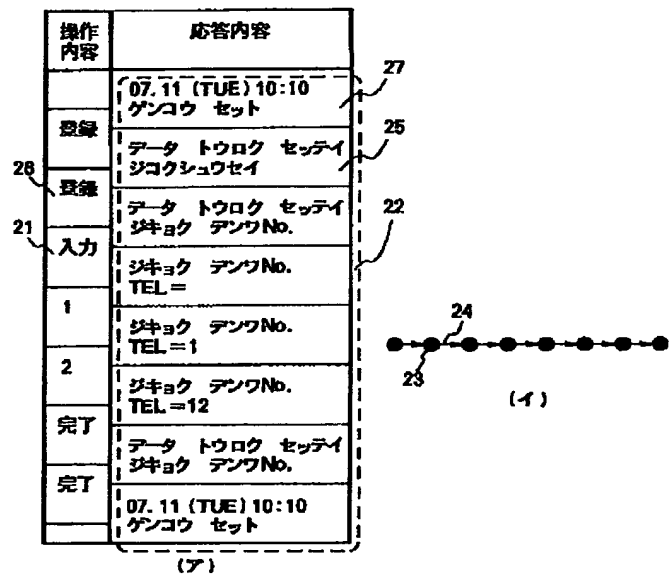 操作
内容
応答内容
07.11 (TUE)10:10
ゲンコウ セット
27
登録
データ トウロク セッテイ
ジコクシュウセイ
25
26
登録
データ トウロク セッテイ
ジキョク デンワNo.
22
21
入力
ジキョク デンワNo.
TEL=
1
ジキョク デンワNo.
TEL=1
24
23
2
ジキョク デンワNo.
TEL=12
(イ)
完了
データ トウロク セッテイ
ジキョク デンワNo.
完了
07.11 (TUE)10:10
ゲンコウ セット
(ア)